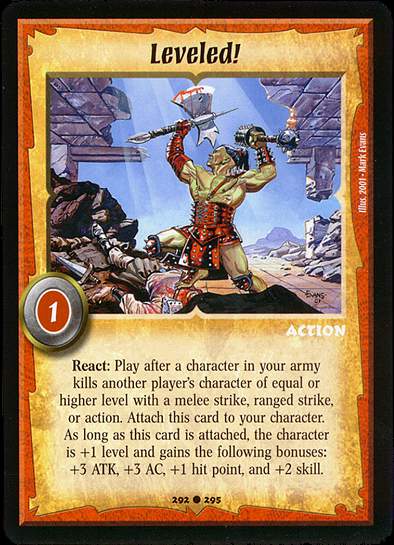 Leveled!
Illus. 2001 • Mark Evans
EVANS
1
ACTION
React: Play after a character in your army
kills another player's character of equal or
higher level with a melee strike, ranged strike,
or action. Attach this card to your character.
As long as this card is attached, the character
is +1 level and gains the following bonuses:
+3 ATK, +3 AC, +1 hit point, and +2 skill.
292 ● 295